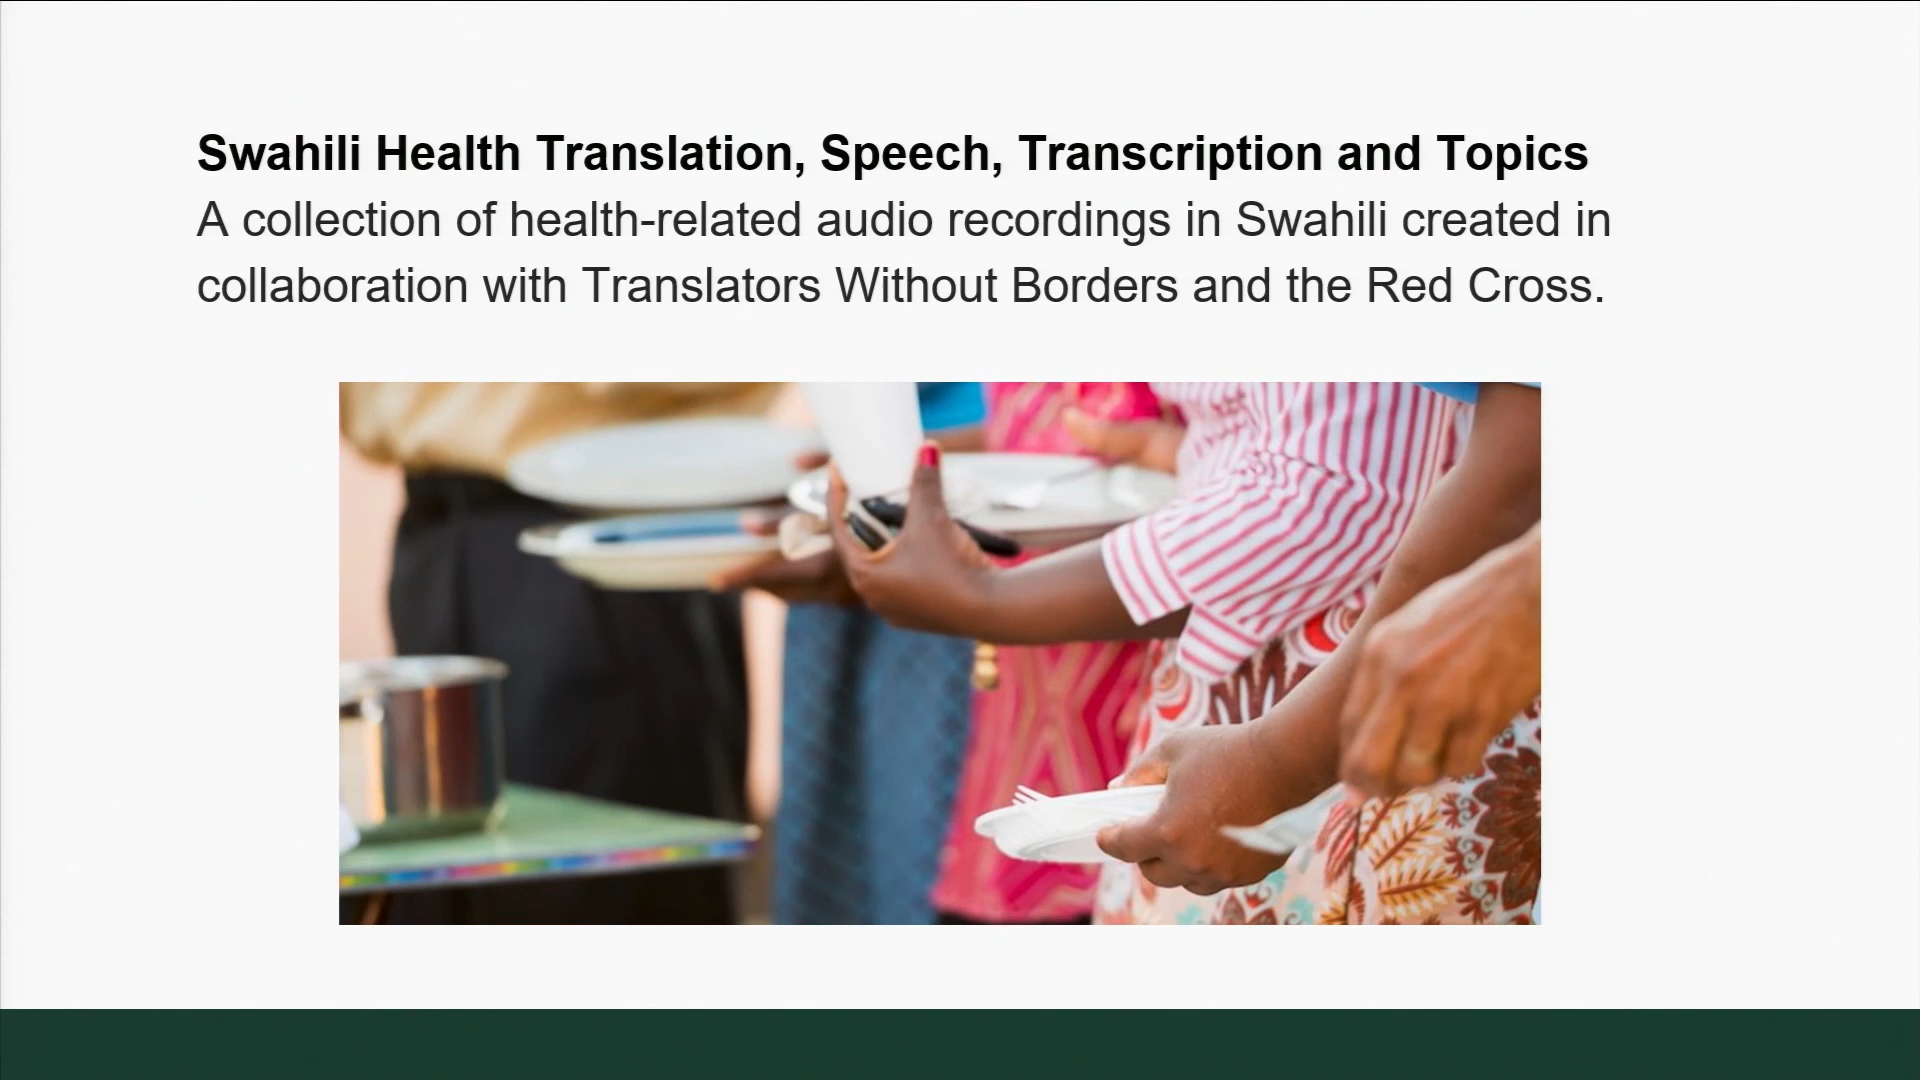 Swahili Health Translation, Speech, Transcription and Topics
A collection of health-related audio recordings in Swahili created in
collaboration with Translators Without Borders and the Red Cross.